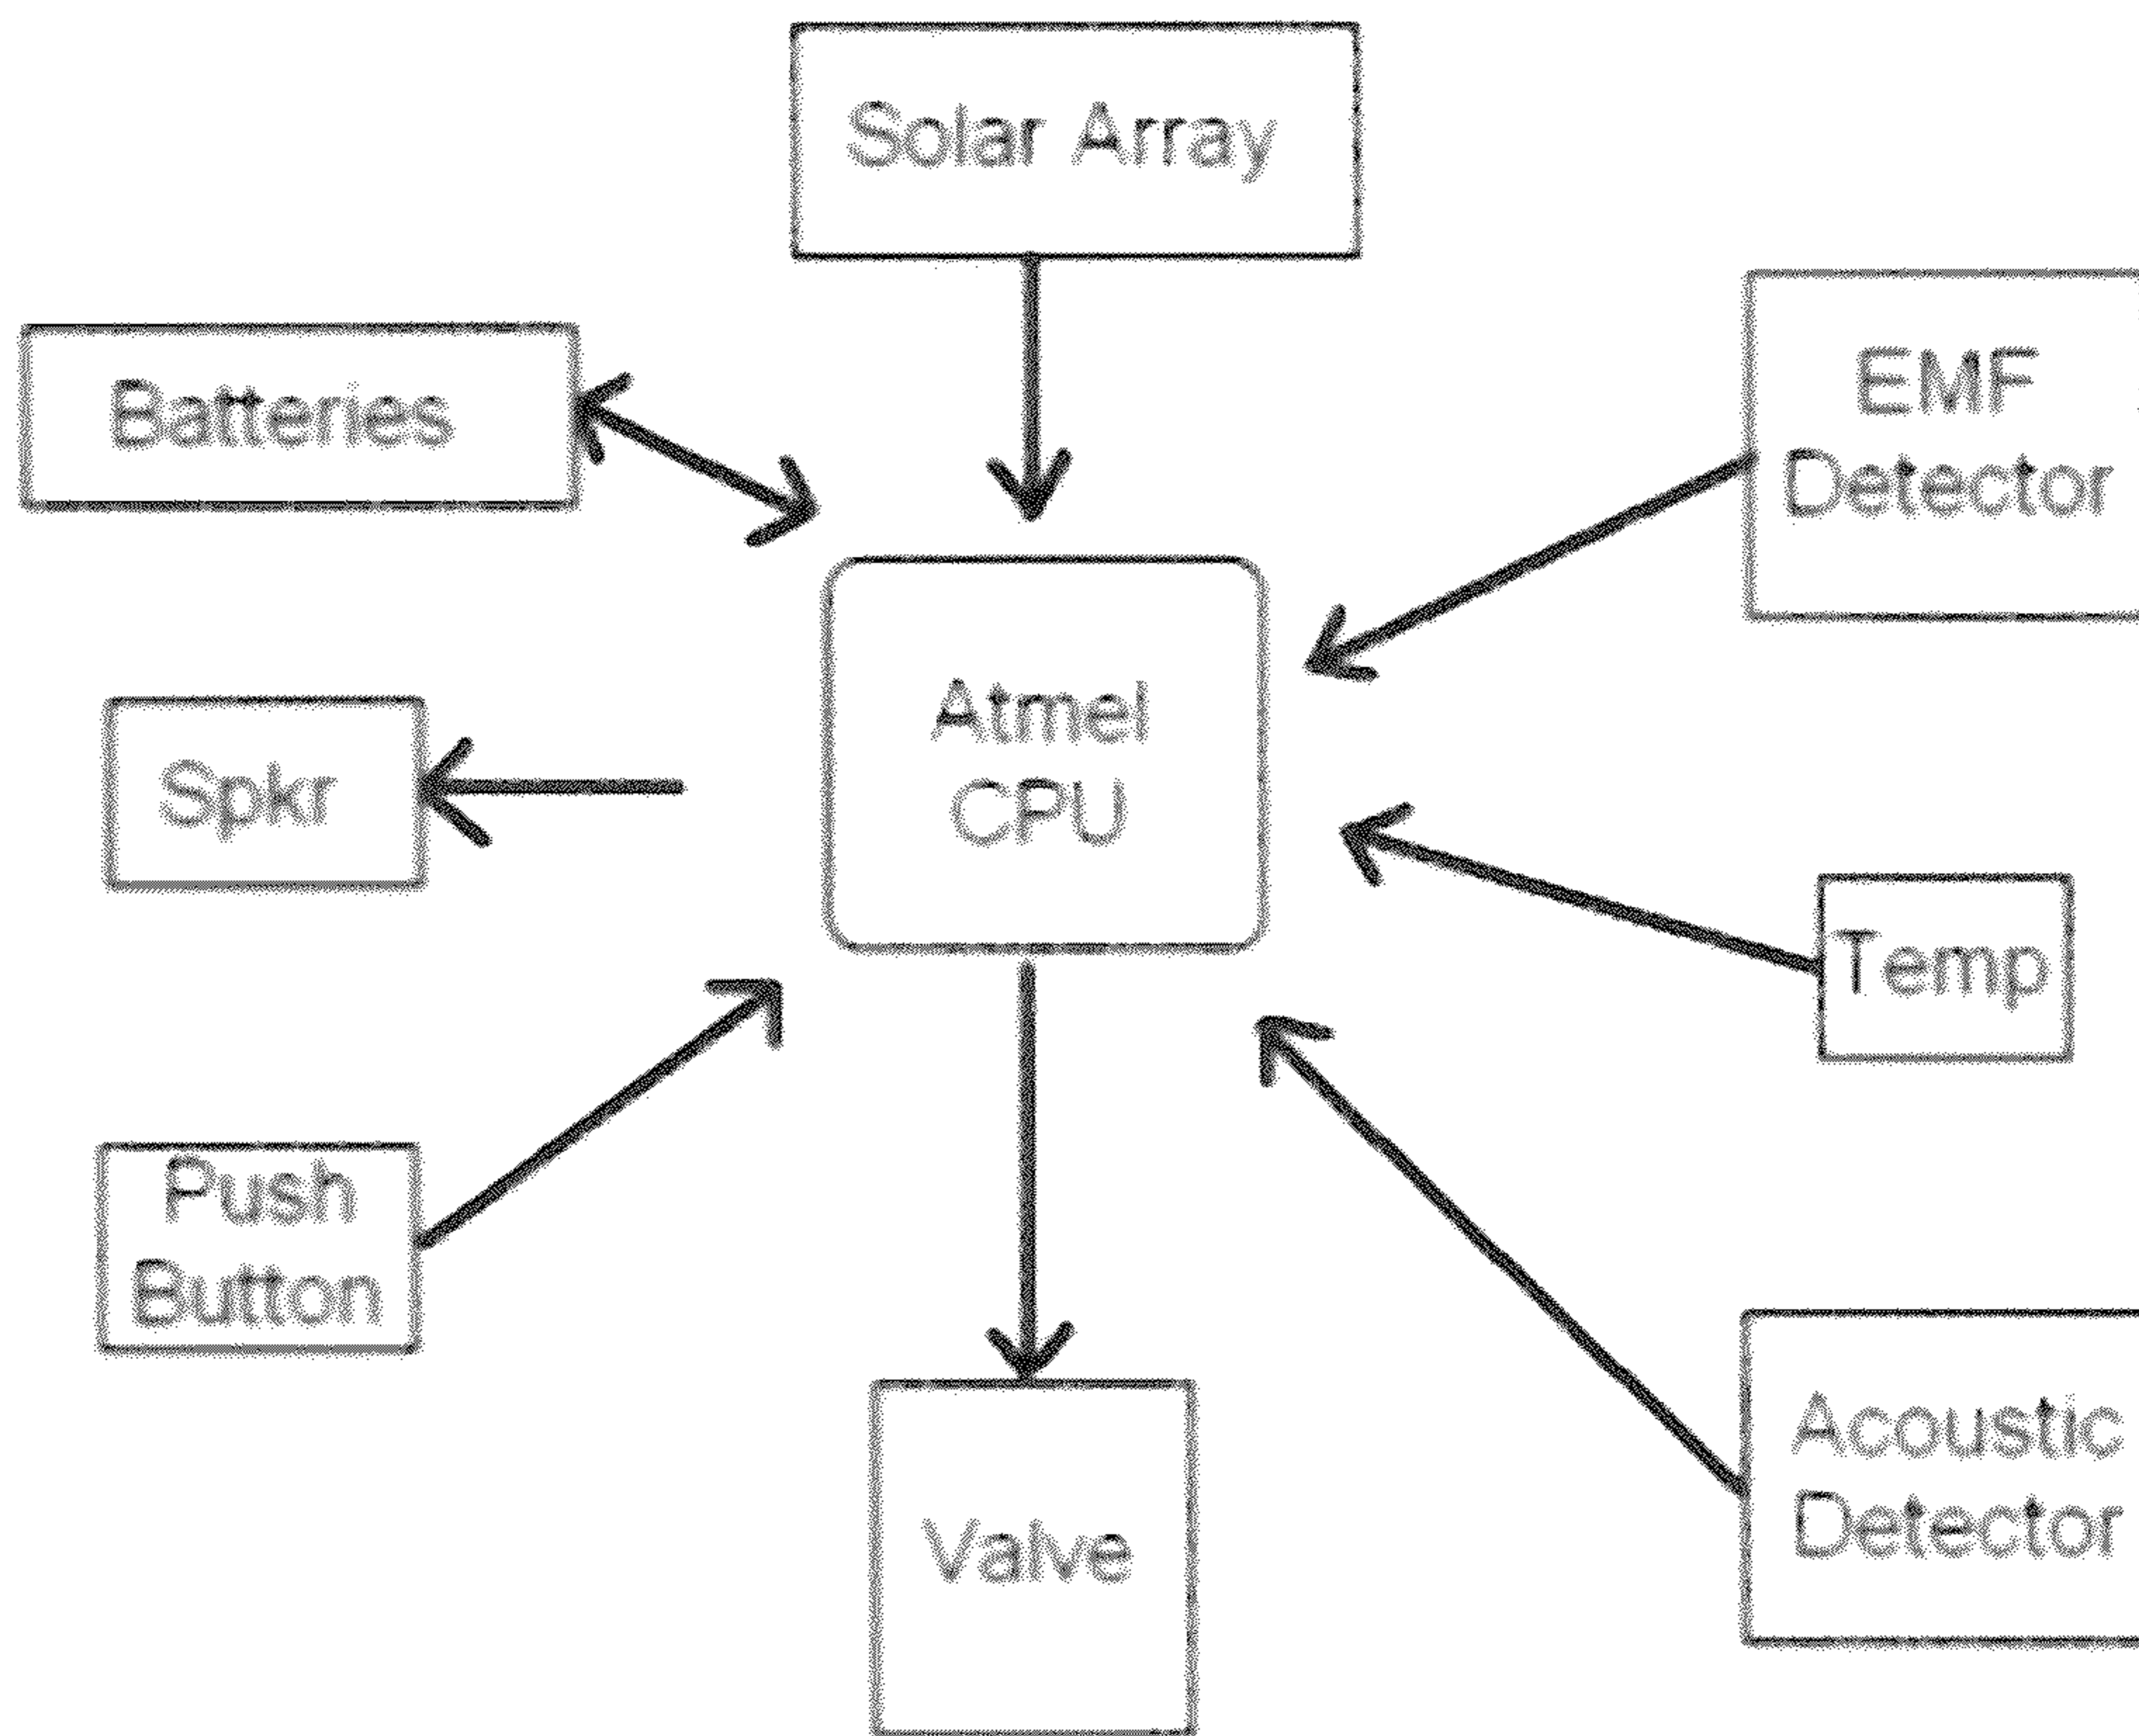 Solar Array
Batteries
EMF
Detector
Atmel
CPU
Spkr
Temp
Push
Button
Acoustic
Detector
Valve